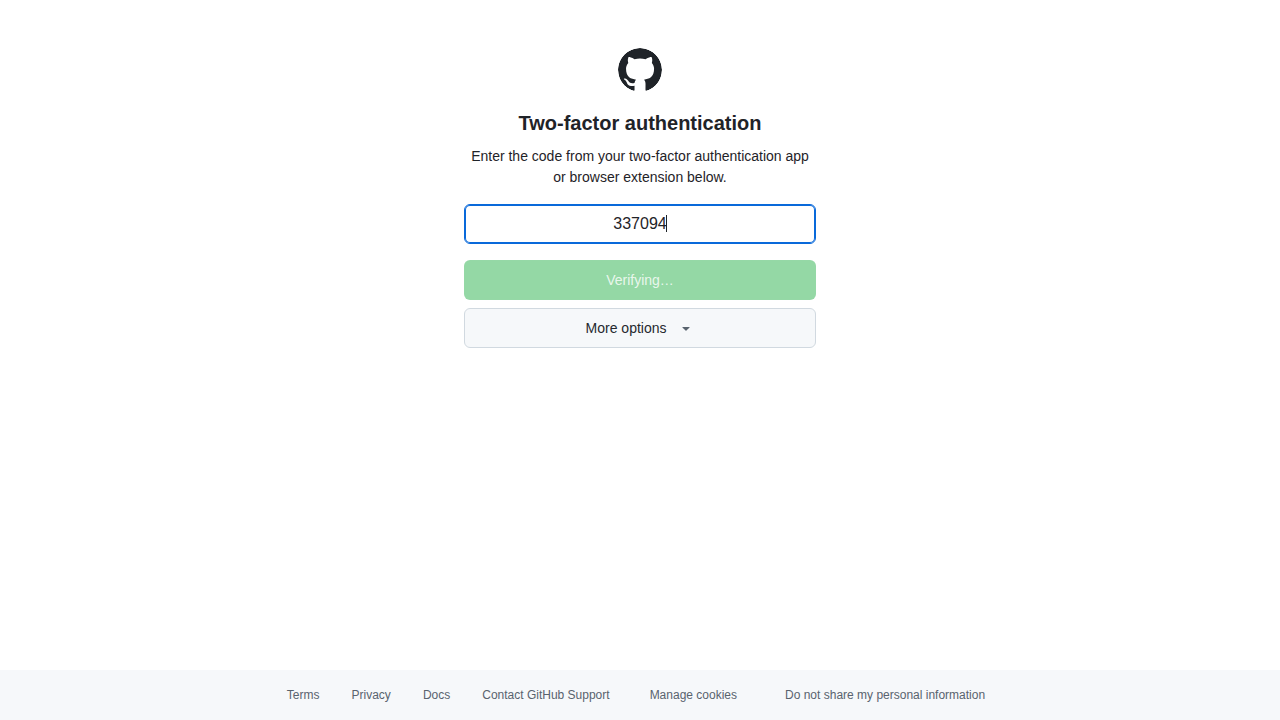 Two-factor authentication
Enter the code from your two-factor authentication app
or browser extension below.
337094
Verifying…
More options
Terms Privacy Docs Contact GitHub Support Manage cookies Do not share my personal information